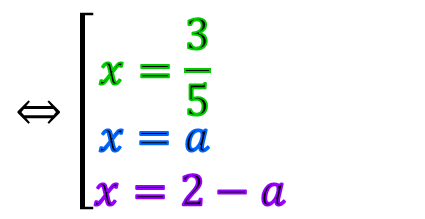 ⇔ [ x = 3/5
x = a
x = 2 − a